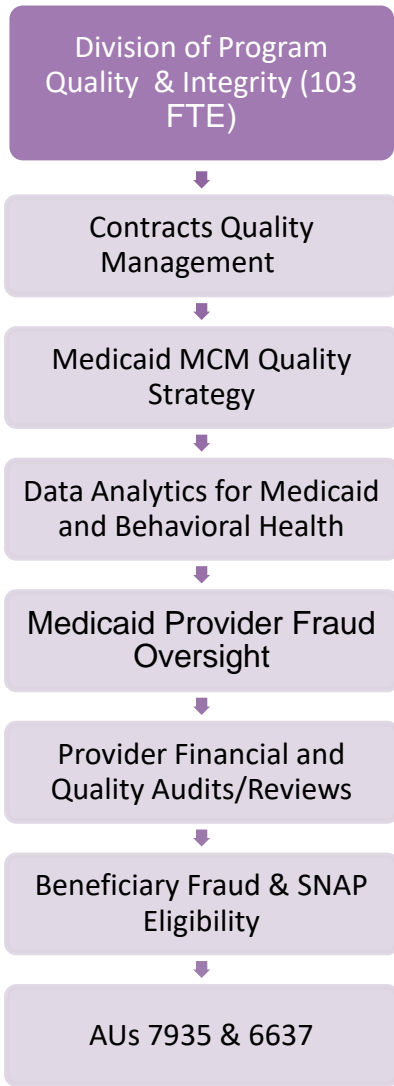 Division of Program
Quality & Integrity (103
FTE)
Contracts Quality
Management
Medicaid MCM Quality
Strategy
Data Analytics for Medicaid
and Behavioral Health
Medicaid Provider Fraud
Oversight
Provider Financial and
Quality Audits/Reviews
Beneficiary Fraud & SNAP
Eligibility
AUs 7935 & 6637